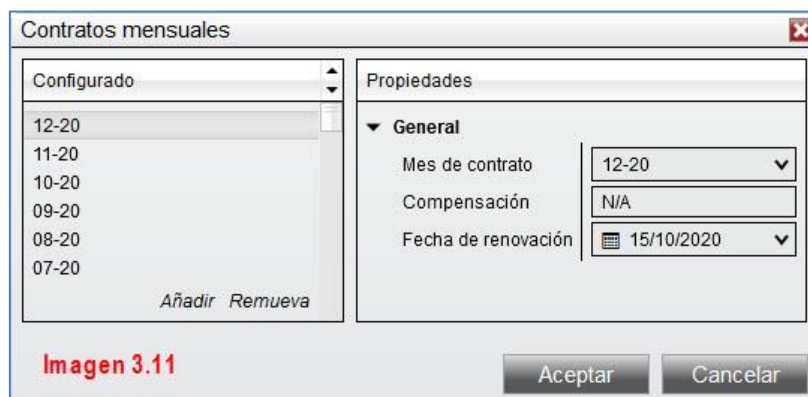 Contratos mensuales
Configurado
12-20
11-20
10-20
09-20
08-20
07-20
Añadir Remueva
Propiedades
General
Mes de contrato 12-20
Compensación N/A
Fecha de renovación 15/10/2020
Imagen 3.11
Aceptar Cancelar